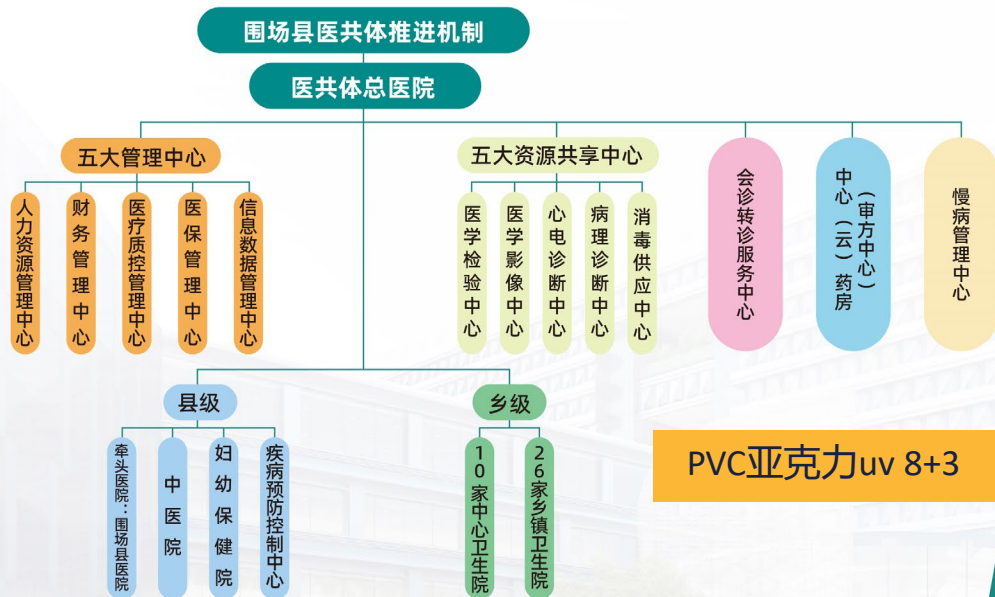 围场县医共体推进机制
医共体总医院
五大管理中心
人力资源管理中心
财务管理中心
医疗质控管理中心
医保管理中心
信息数据管理中心
五大资源共享中心
医学检验中心
医学影像中心
心电诊断中心
病理诊断中心
消毒供应中心
会诊转诊服务中心
(审方中心)
中心(云)药房
慢病管理中心
县级
牵头医院：围场县医院
中医院
妇幼保健院
疾病预防控制中心
乡级
10家中心卫生院
26家乡镇卫生院
PVC亚克力uv 8+3